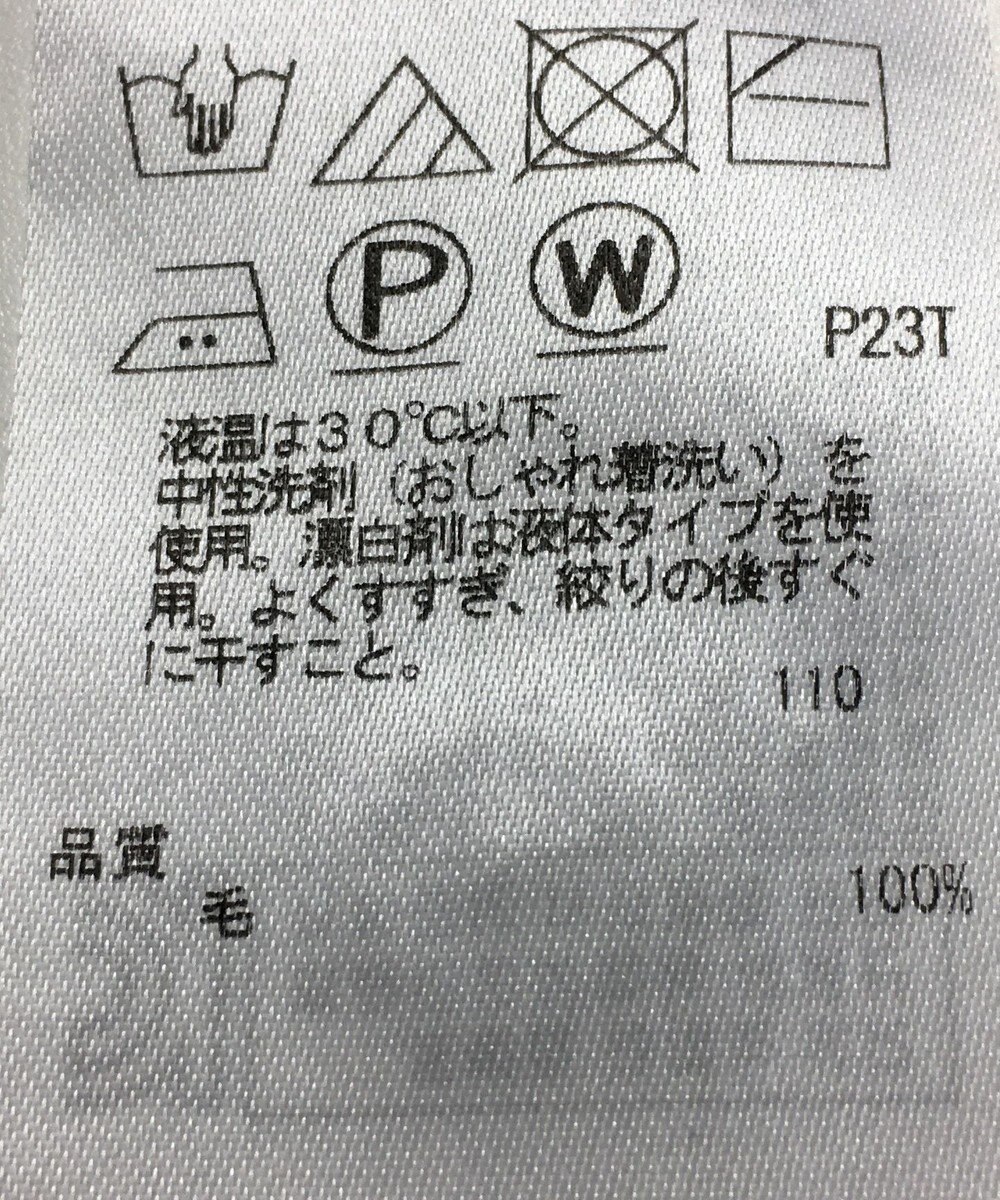 P W
P23T
液温は30℃以下。
中性洗剤（おしゃれ着洗い）を
使用。漂白剤は液体タイプを使
用。よくすすぎ、絞りの後すぐ
に干すこと。
110
品質
毛 100%